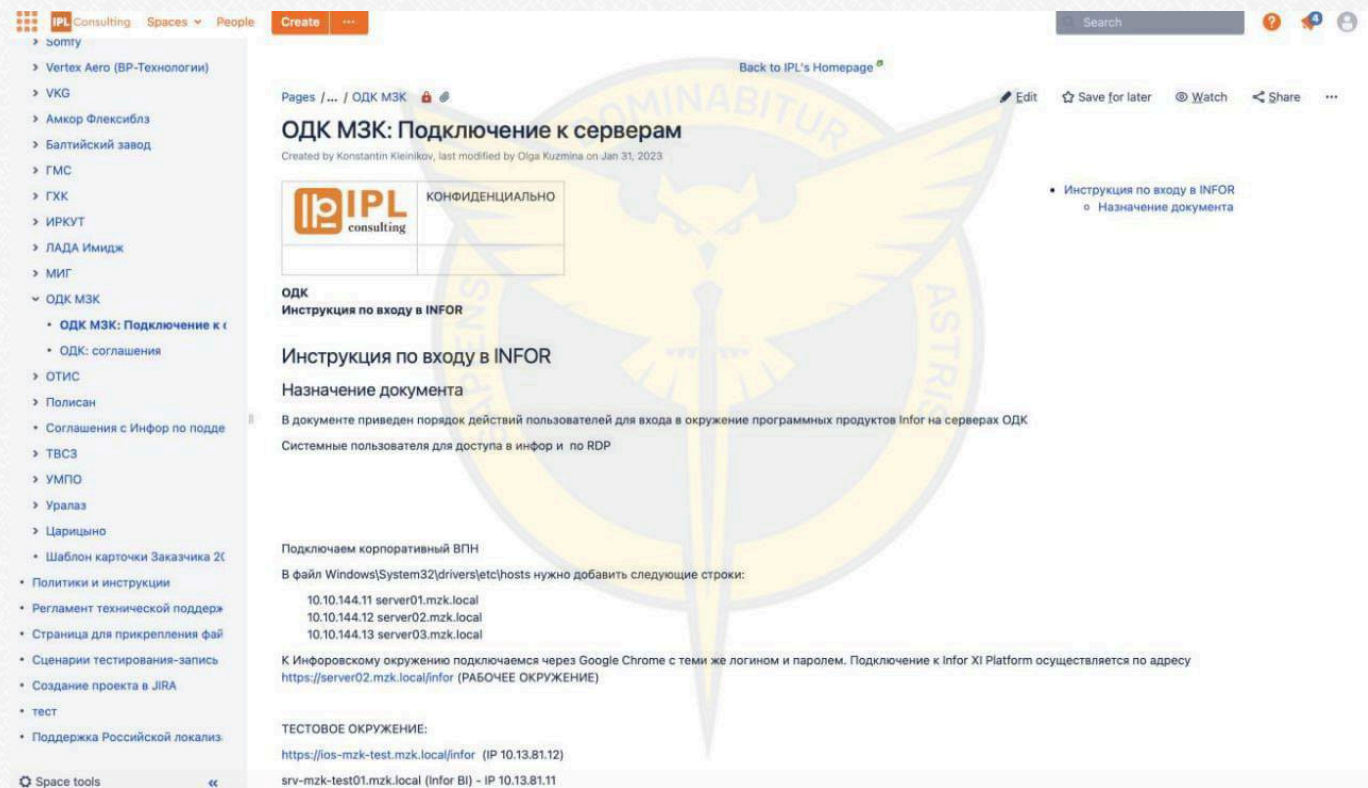 IPL Consulting Spaces People Create ... Search 4
Somfy
Vertex Aero (ВР-Технологии)
VKG
Амкор Флексиблз
Балтийский завод
ГМС
ГХК
ИРКУТ
ЛАДА Имидж
МИГ
ОДК МЗК
ОДК МЗК: Подключение к с
ОДК: соглашения
ОТИС
Полисан
Соглашения с Инфор по подде
ТВСЗ
УМПО
Уралаз
Царицыно
Шаблон карточки Заказчика 20
Политики и инструкции
Регламент технической поддерж
Страница для прикрепления фай
Сценарии тестирования-запись
Создание проекта в JIRA
тест
Поддержка Российской локализ
Space tools «
Back to IPL's Homepage
Pages /... / ОДК МЗК
Edit Save for later Watch Share ...
ОДК МЗК: Подключение к серверам
Created by Konstantin Kleinikov, last modified by Olga Kuzmina on Jan 31, 2023
IPL consulting КОНФИДЕНЦИАЛЬНО
Инструкция по входу в INFOR
Назначение документа
ОДК
Инструкция по входу в INFOR
Инструкция по входу в INFOR
Назначение документа
В документе приведен порядок действий пользователей для входа в окружение программных продуктов Infor на серверах ОДК
Системные пользователя для доступа в инфор и по RDP
Подключаем корпоративный ВПН
В файл Windows\System32\drivers\etc\hosts нужно добавить следующие строки:
10.10.144.11 server01.mzk.local
10.10.144.12 server02.mzk.local
10.10.144.13 server03.mzk.local
К Инфоровскому окружению подключаемся через Google Chrome с теми же логином и паролем. Подключение к Infor XI Platform осуществляется по адресу
https://server02.mzk.local/infor (РАБОЧЕЕ ОКРУЖЕНИЕ)
ТЕСТОВОЕ ОКРУЖЕНИЕ:
https://ios-mzk-test.mzk.local/infor (IP 10.13.81.12)
srv-mzk-test01.mzk.local (Infor BI) - IP 10.13.81.11
SAPIENS DOMINABITUR ASTRIS